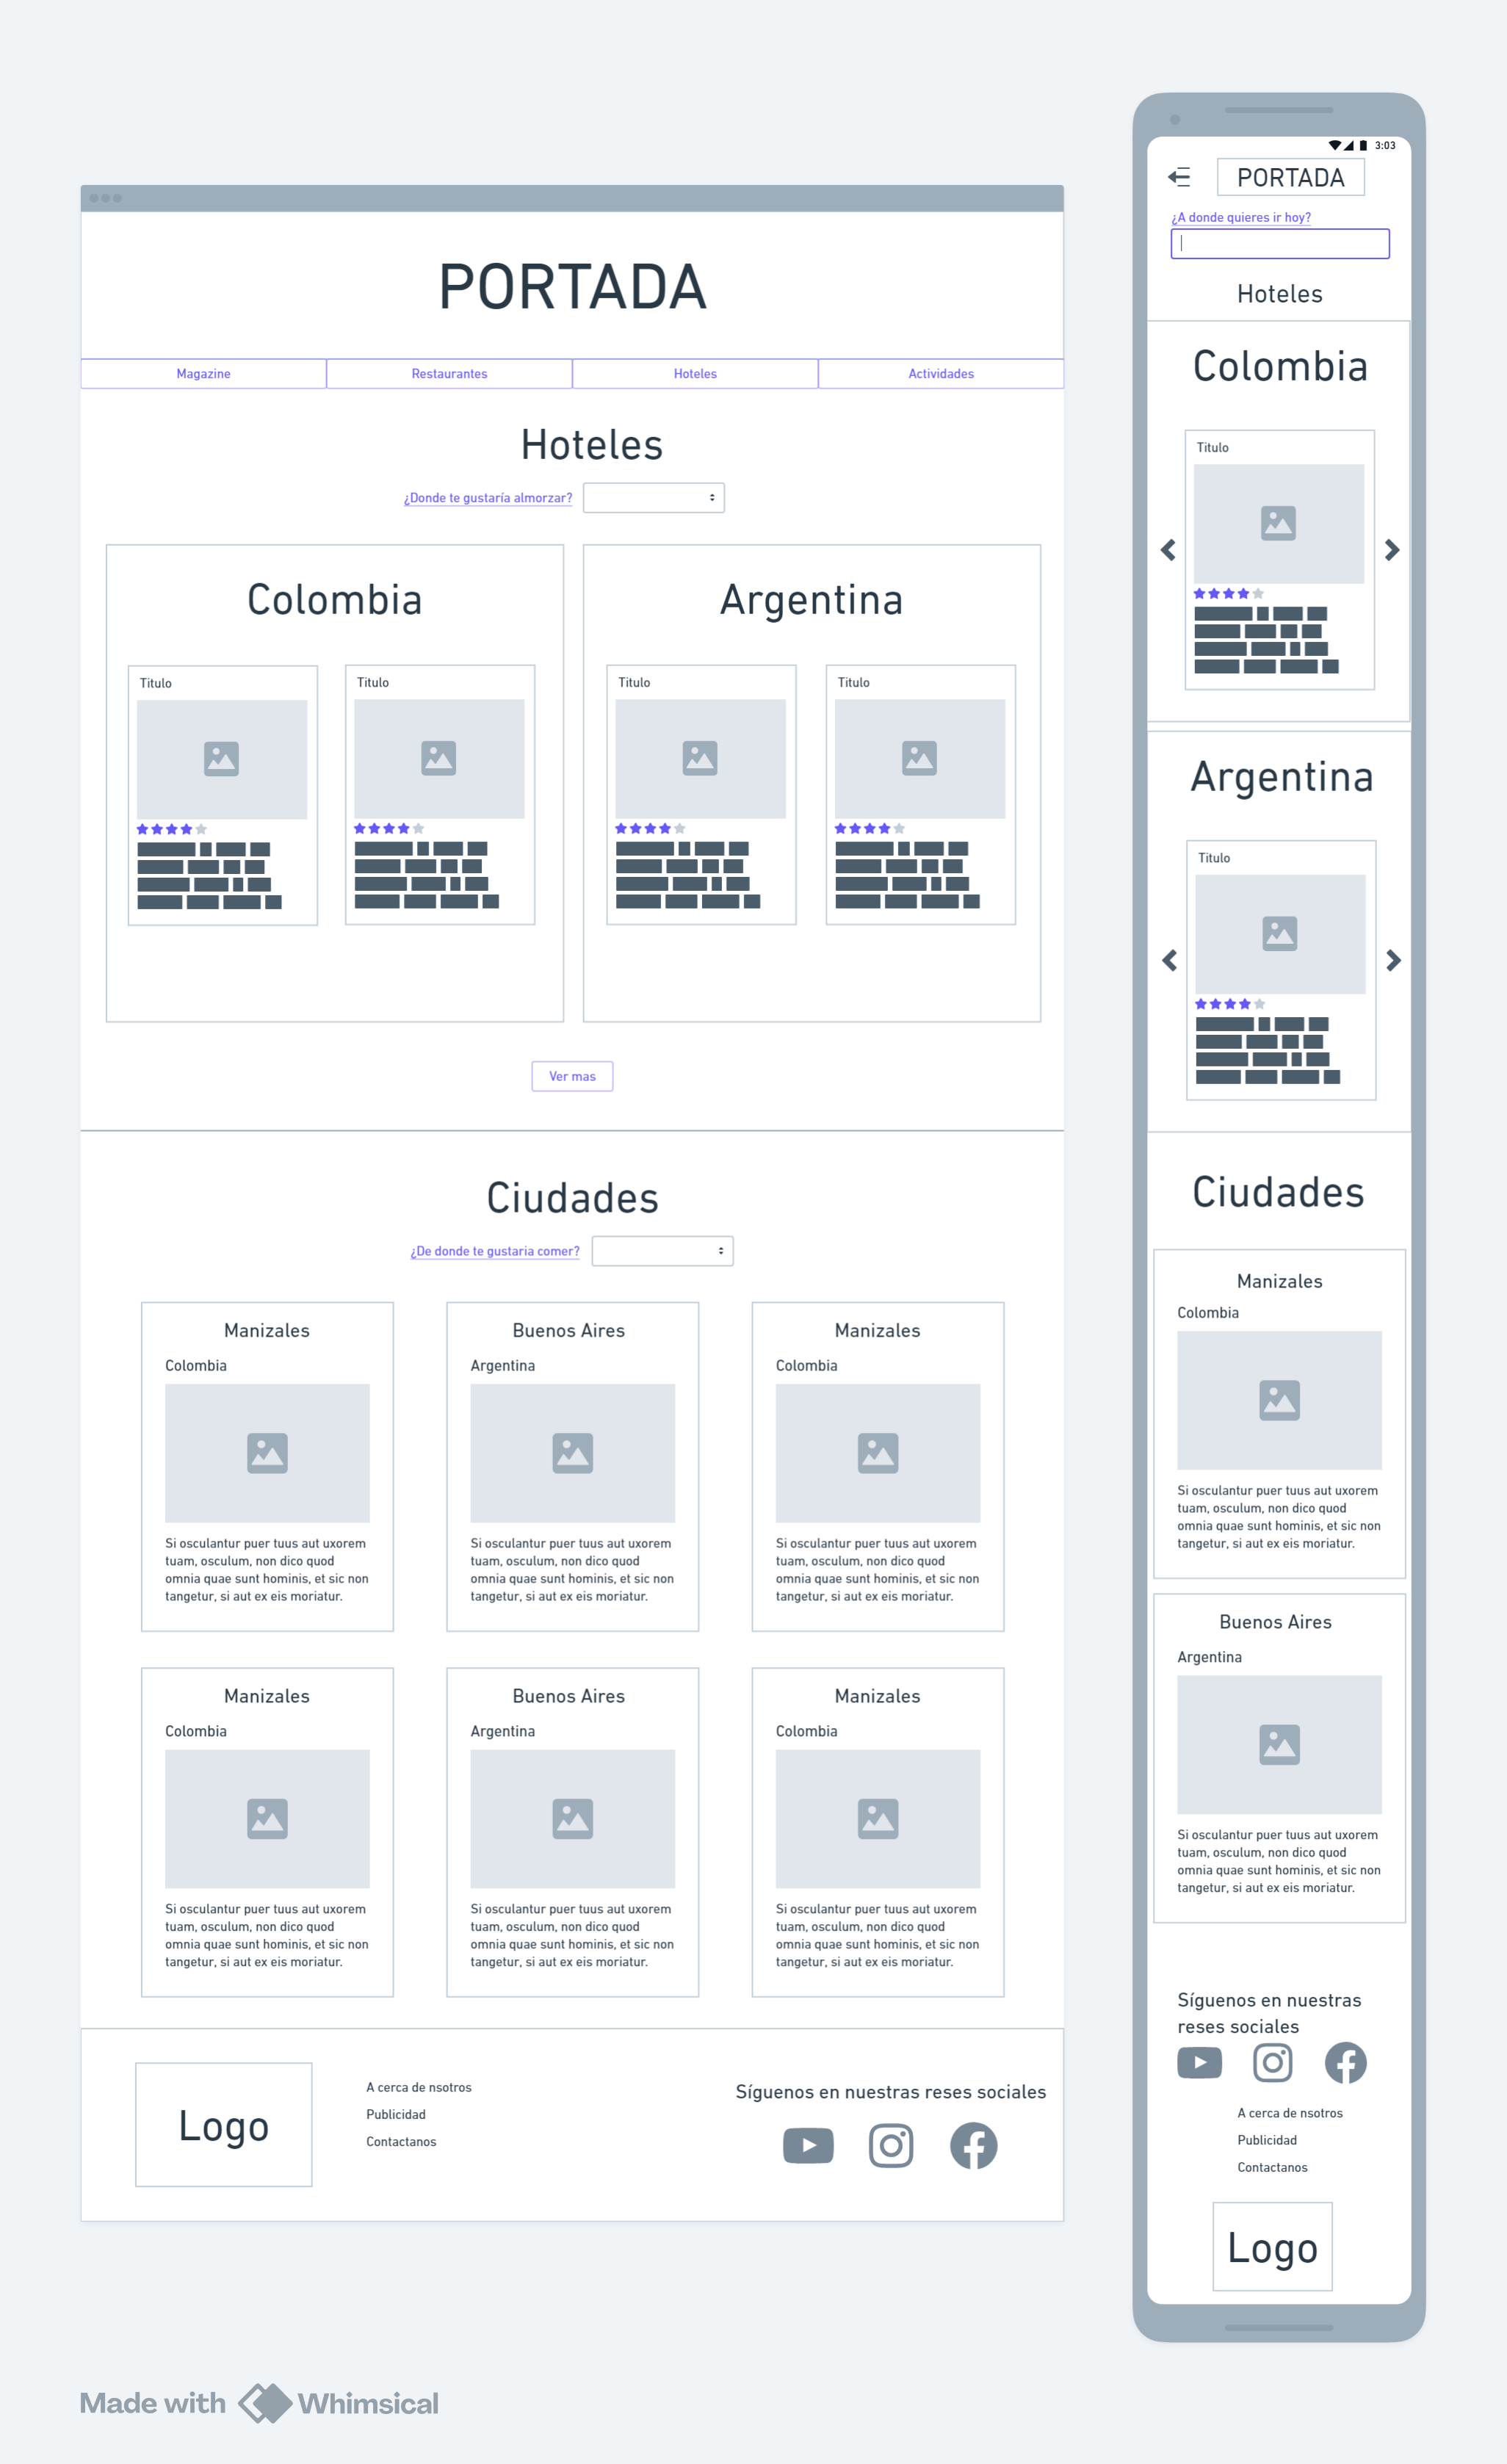 PORTADA
Magazine
Restaurantes
Hoteles
Actividades
Hoteles
¿Donde te gustaría almorzar?
Colombia
Titulo
Titulo
Argentina
Titulo
Titulo
Ver mas
Ciudades
¿De donde te gustaria comer?
Manizales
Colombia
Si osculantur puer tuus aut uxorem
tuam, osculum, non dico quod
omnia quae sunt hominis, et sic non
tangetur, si aut ex eis moriatur.
Buenos Aires
Argentina
Si osculantur puer tuus aut uxorem
tuam, osculum, non dico quod
omnia quae sunt hominis, et sic non
tangetur, si aut ex eis moriatur.
Manizales
Colombia
Si osculantur puer tuus aut uxorem
tuam, osculum, non dico quod
omnia quae sunt hominis, et sic non
tangetur, si aut ex eis moriatur.
Manizales
Colombia
Si osculantur puer tuus aut uxorem
tuam, osculum, non dico quod
omnia quae sunt hominis, et sic non
tangetur, si aut ex eis moriatur.
Buenos Aires
Argentina
Si osculantur puer tuus aut uxorem
tuam, osculum, non dico quod
omnia quae sunt hominis, et sic non
tangetur, si aut ex eis moriatur.
Manizales
Colombia
Si osculantur puer tuus aut uxorem
tuam, osculum, non dico quod
omnia quae sunt hominis, et sic non
tangetur, si aut ex eis moriatur.
Logo
A cerca de nsotros
Publicidad
Contactanos
Síguenos en nuestras reses sociales
3:03
PORTADA
¿A donde quieres ir hoy?
Hoteles
Colombia
Titulo
Argentina
Titulo
Ciudades
Manizales
Colombia
Si osculantur puer tuus aut uxorem
tuam, osculum, non dico quod
omnia quae sunt hominis, et sic non
tangetur, si aut ex eis moriatur.
Buenos Aires
Argentina
Si osculantur puer tuus aut uxorem
tuam, osculum, non dico quod
omnia quae sunt hominis, et sic non
tangetur, si aut ex eis moriatur.
Síguenos en nuestras
reses sociales
A cerca de nsotros
Publicidad
Contactanos
Logo
Made with Whimsical